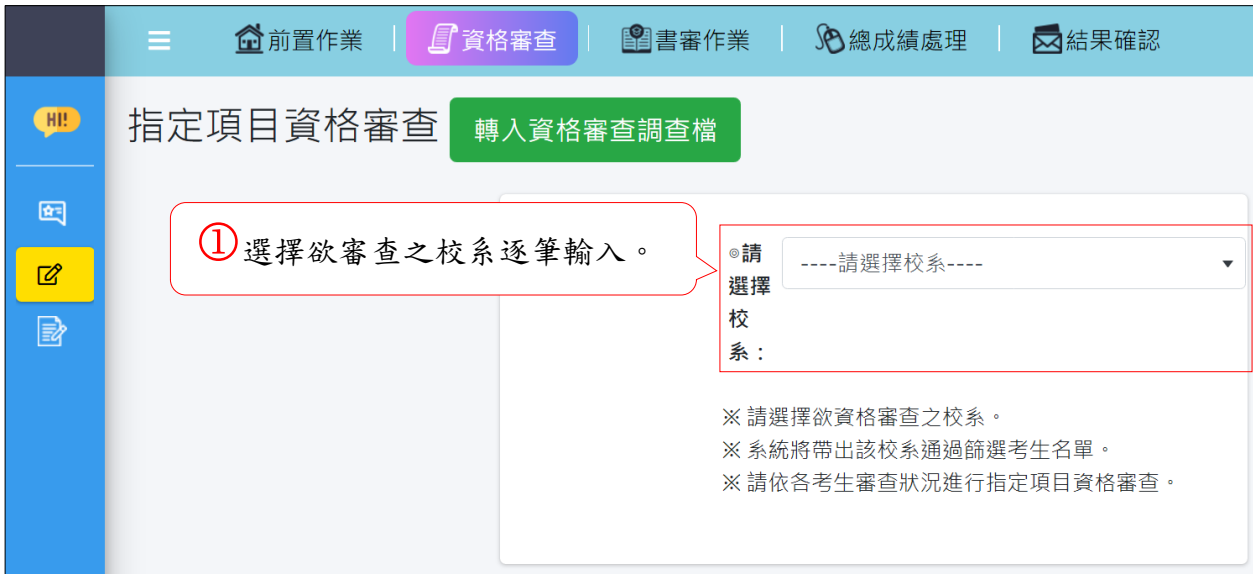 前置作業
資格審查
書審作業
總成績處理
結果確認
HI!
指定項目資格審查
轉入資格審查調查檔
①選擇欲審查之校系逐筆輸入。
◎請
選擇
校
系：
----請選擇校系----
※請選擇欲資格審查之校系。
※系統將帶出該校系通過篩選考生名單。
※請依各考生審查狀況進行指定項目資格審查。